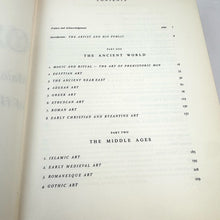 CONTENTS
Preface and Acknowledgments
page
Introduction: THE ARTIST AND HIS PUBLIC
PART ONE
THE ANCIENT WORLD
1 MAGIC AND RITUAL – THE ART OF PREHISTORIC MAN
2 EGYPTIAN ART
3 THE ANCIENT NEAR EAST
4 AEGEAN ART
5 GREEK ART
6 ETRUSCAN ART
7 ROMAN ART
8 EARLY CHRISTIAN AND BYZANTINE ART
PART TWO
THE MIDDLE AGES
1 ISLAMIC ART
2 EARLY MEDIEVAL ART
3 ROMANESQUE ART
4 GOTHIC ART